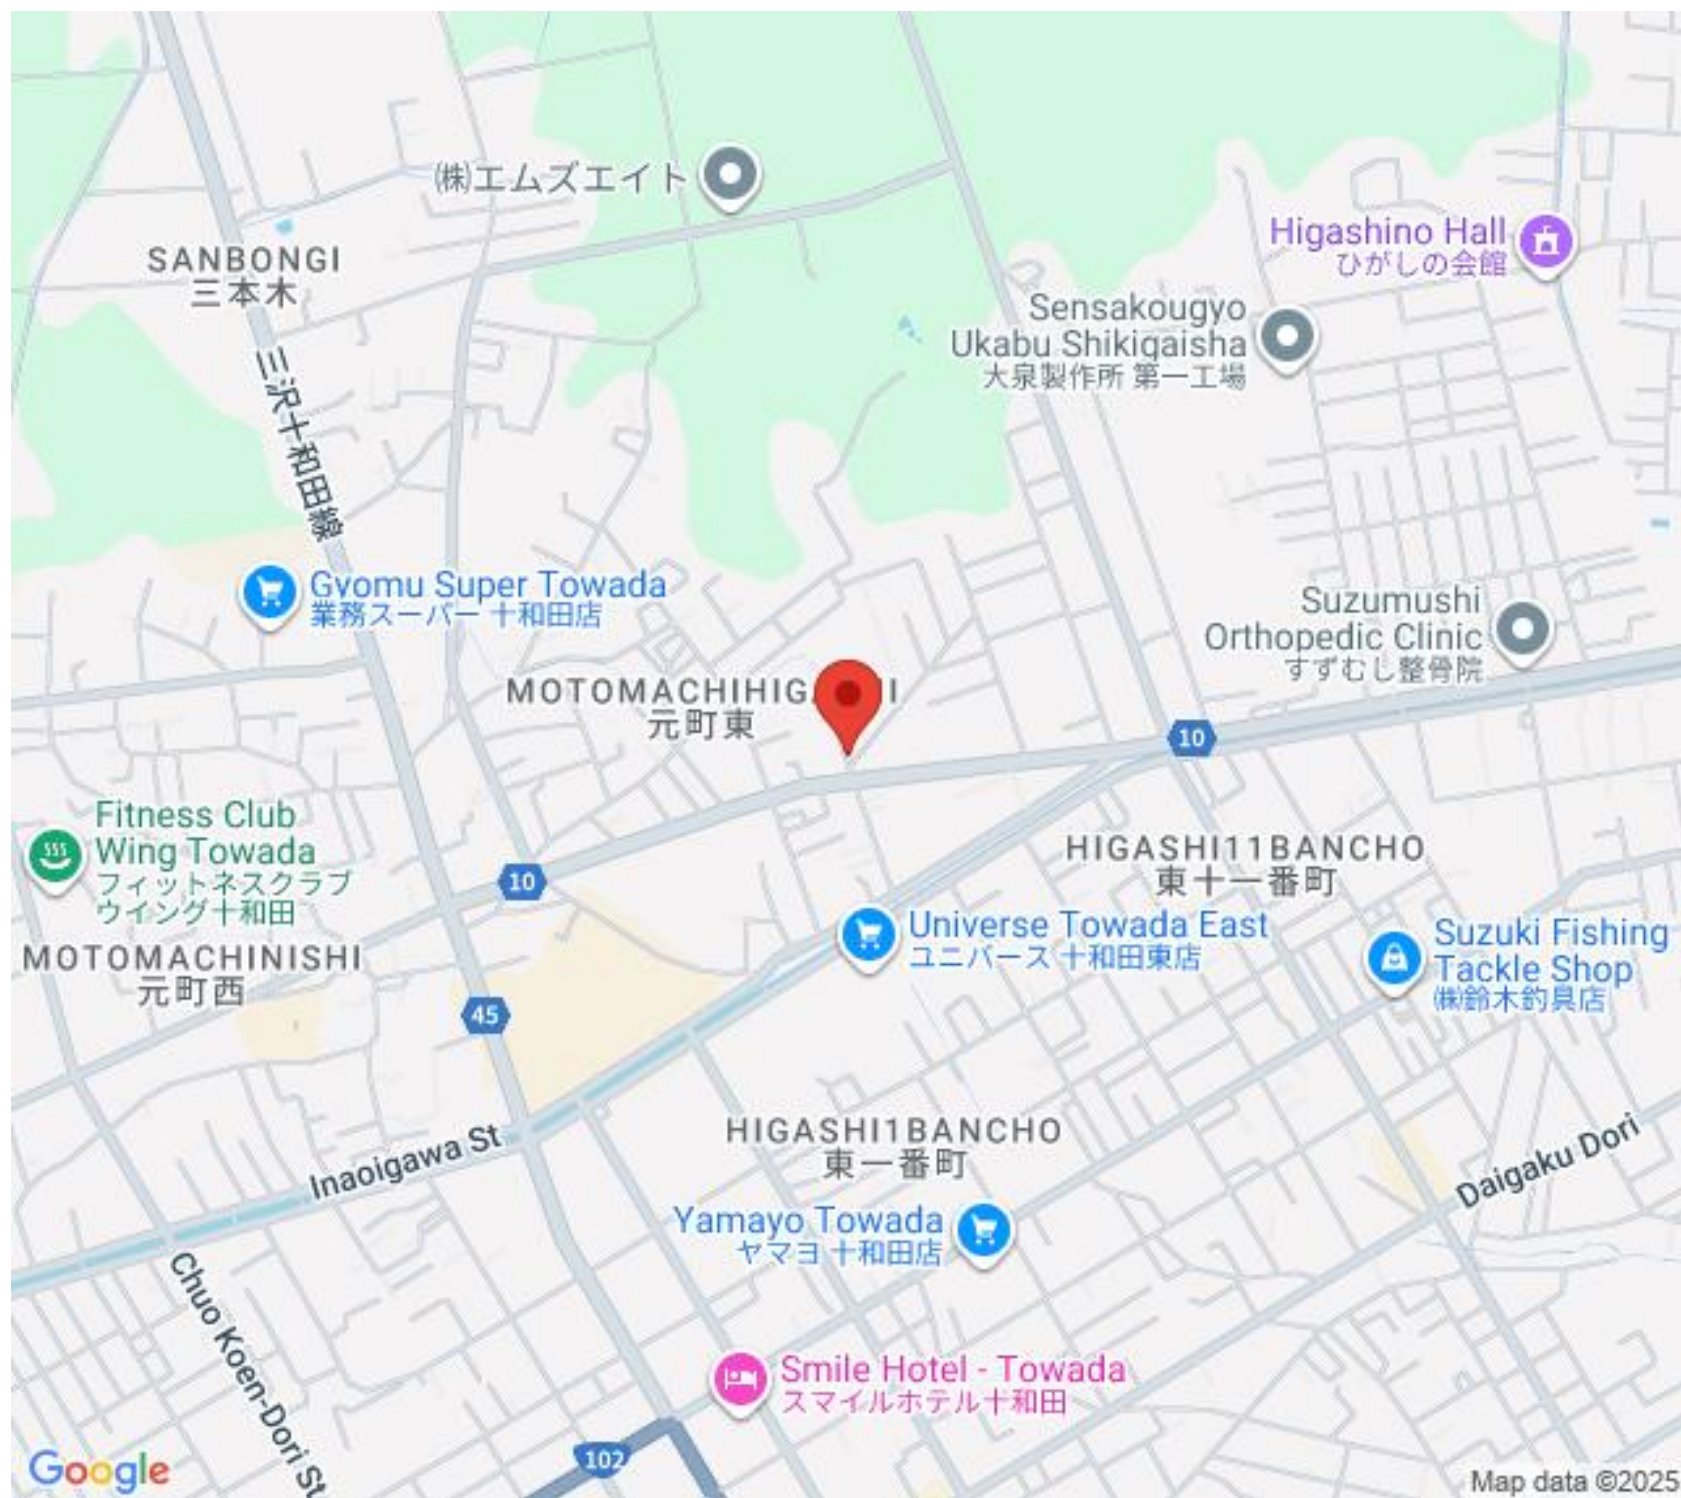 ㈱エムズエイト
Higashino Hall
ひがしの会館
SANBONGI
三本木
Sensakougyo
Ukabu Shikigaisha
大泉製作所 第一工場
三沢十和田線
Gyomu Super Towada
業務スーパー 十和田店
Suzumushi
Orthopedic Clinic
すずむし整骨院
元町東
10
Fitness Club
Wing Towada
フィットネスクラブ
ウイング十和田
10
HIGASHI11BANCHO
東十一番町
MOTOMACHINISHI
元町西
Universe Towada East
ユニバース 十和田東店
Suzuki Fishing
Tackle Shop
㈱鈴木釣具店
45
HIGASHI1BANCHO
東一番町
Inaoigawa St
Daigaku Dori
Yamayo Towada
ヤマヨ 十和田店
Chuo Koen-Dori St
Smile Hotel - Towada
スマイルホテル十和田
102
Google
Map data ©2025